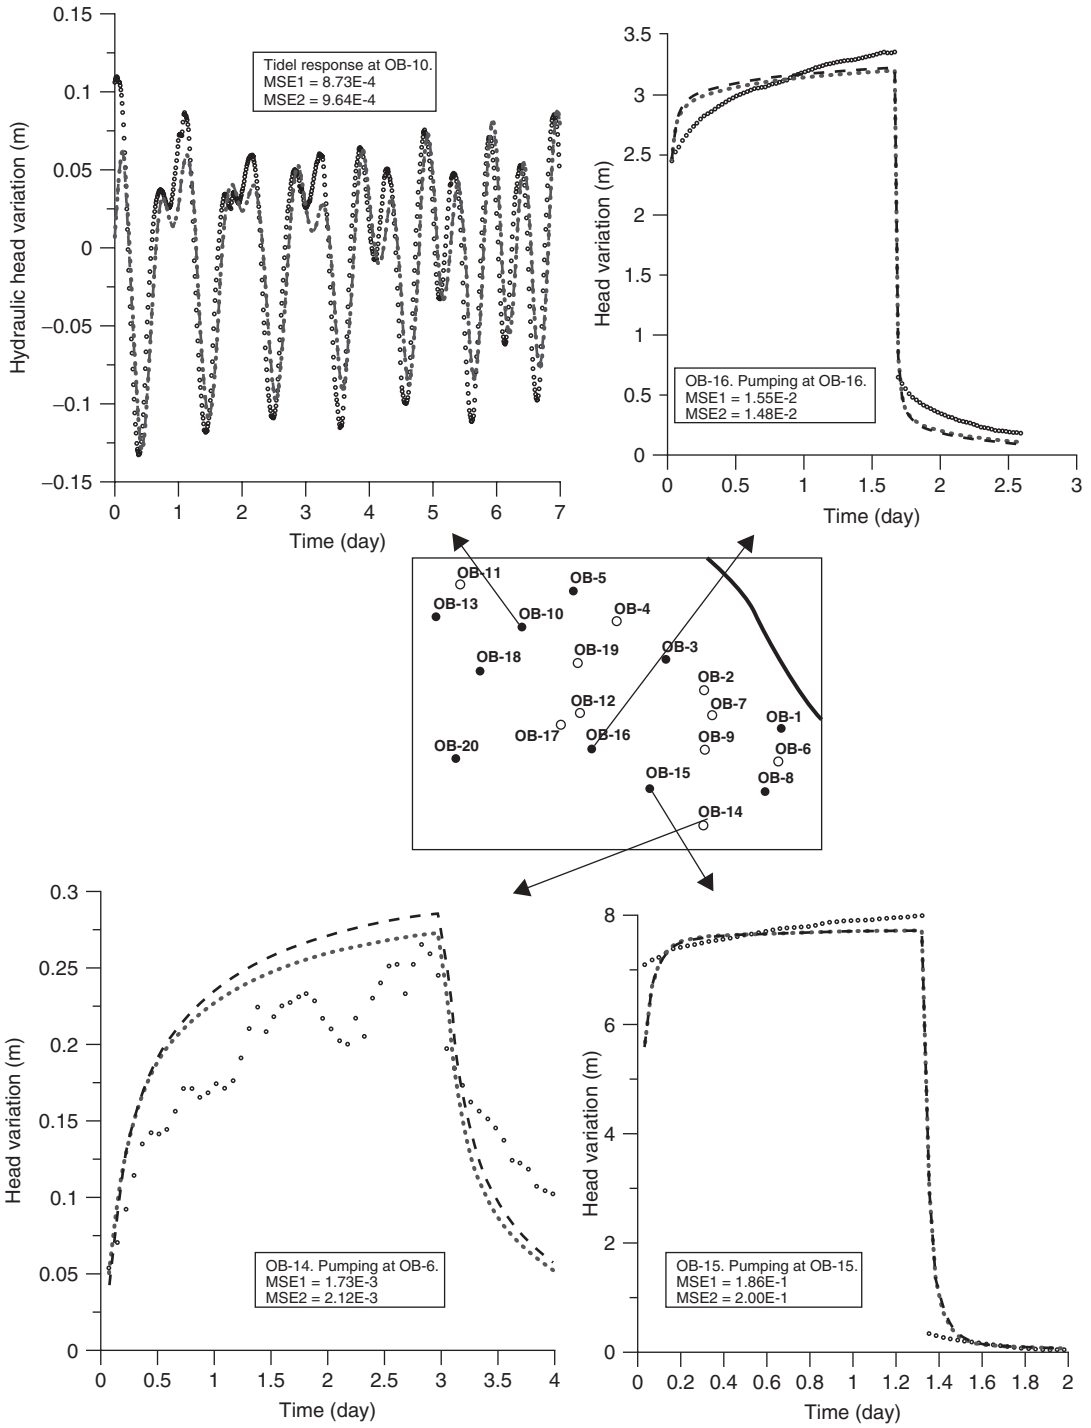 0.15
0.1
0.05
0
−0.05
−0.1
−0.15
Hydraulic head variation (m)
Tidel response at OB-10.
MSE1 = 8.73E-4
MSE2 = 9.64E-4
0 1 2 3 4 5 6 7
Time (day)
3.5
3
2.5
2
1.5
1
0.5
0
Head variation (m)
OB-16. Pumping at OB-16.
MSE1 = 1.55E-2
MSE2 = 1.48E-2
0 0.5 1 1.5 2 2.5 3
Time (day)
OB-11
OB-5
OB-13
OB-10
OB-4
OB-18
OB-19
OB-3
OB-2
OB-12
OB-7
OB-1
OB-17
OB-16
OB-20
OB-9
OB-6
OB-15
OB-8
OB-14
0.3
0.25
0.2
0.15
0.1
0.05
0
Head variation (m)
OB-14. Pumping at OB-6.
MSE1 = 1.73E-3
MSE2 = 2.12E-3
0 0.5 1 1.5 2 2.5 3 3.5 4
Time (day)
8
6
4
2
0
Head variation (m)
OB-15. Pumping at OB-15.
MSE1 = 1.86E-1
MSE2 = 2.00E-1
0 0.2 0.4 0.6 0.8 1 1.2 1.4 1.6 1.8 2
Time (day)